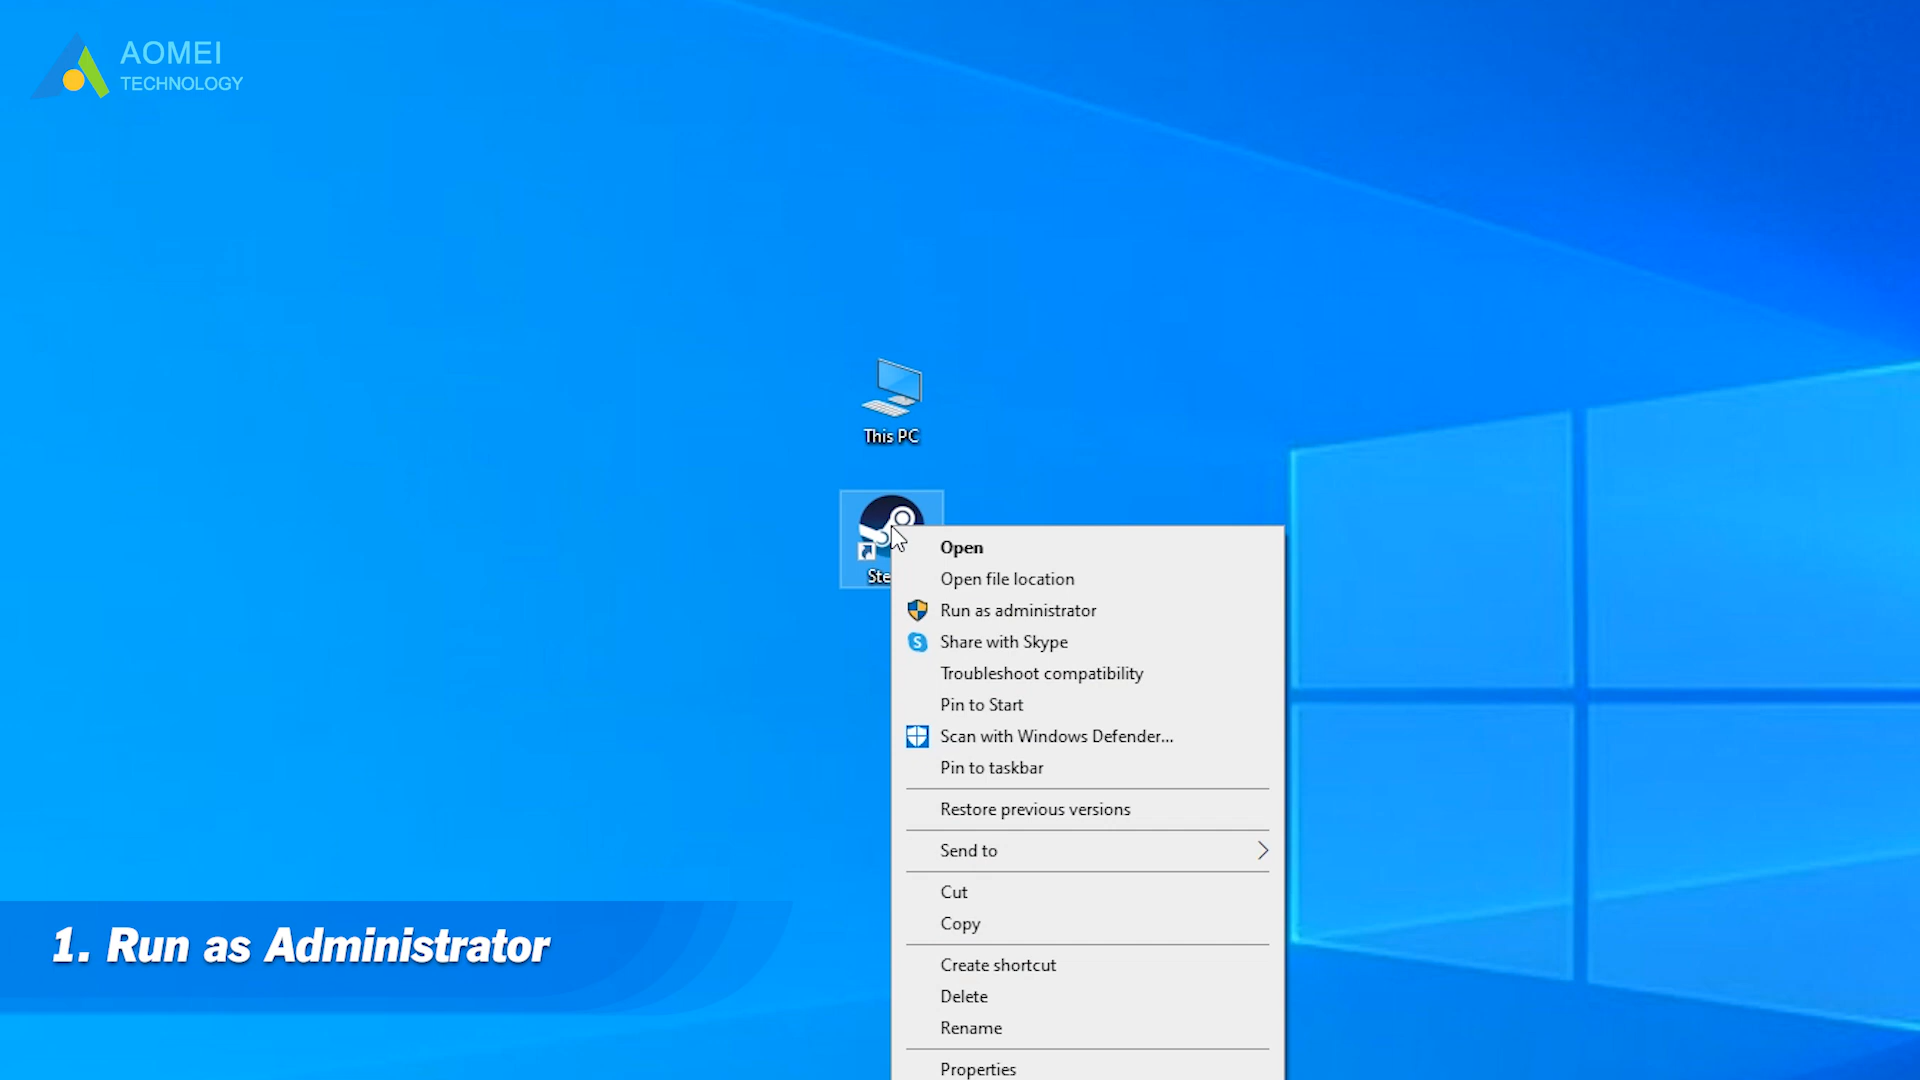 AOMEI
TECHNOLOGY
This PC
Ste
Open
Open file location
Run as administrator
Share with Skype
Troubleshoot compatibility
Pin to Start
Scan with Windows Defender...
Pin to taskbar
Restore previous versions
Send to
Cut
Copy
Create shortcut
Delete
Rename
Properties
1. Run as Administrator